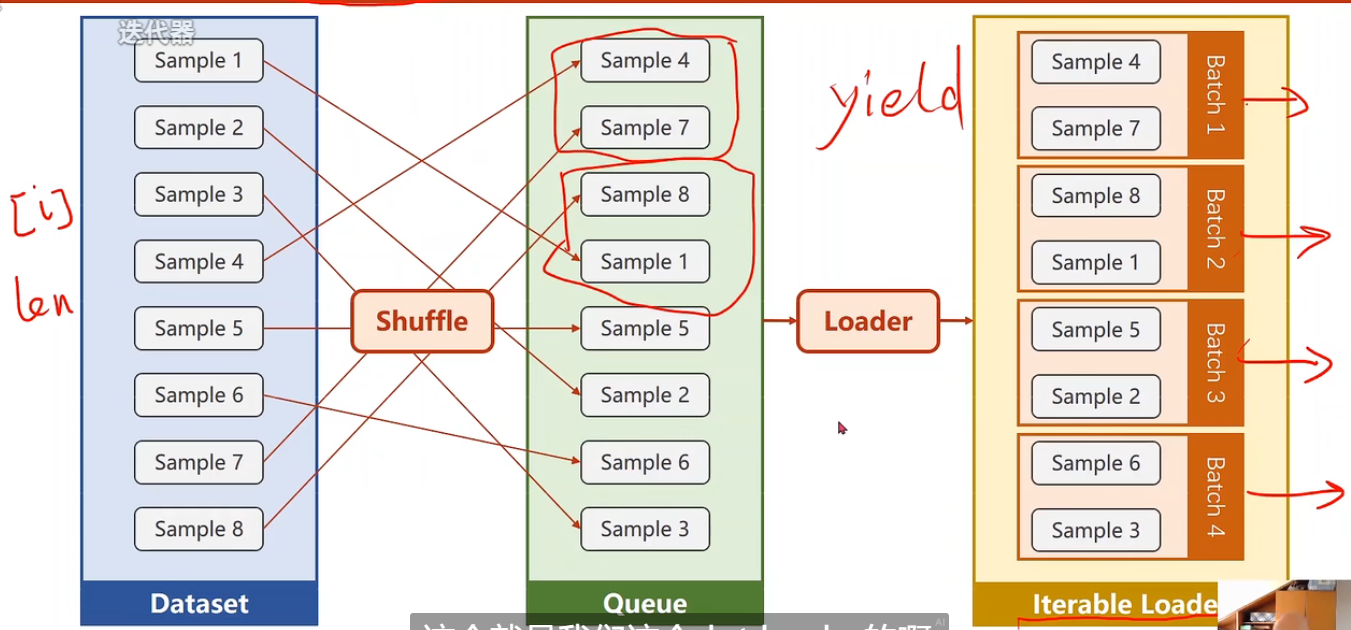 迭代器
Sample 1
Sample 2
Sample 3
Sample 4
Sample 5
Sample 6
Sample 7
Sample 8
Dataset
[i]
len
Shuffle
Sample 4
Sample 7
Sample 8
Sample 1
Sample 5
Sample 2
Sample 6
Sample 3
Queue
yield
Loader
Sample 4
Sample 7
Batch 1
Sample 8
Sample 1
Batch 2
Sample 5
Sample 2
Batch 3
Sample 6
Sample 3
Batch 4
Iterable Loade
AI